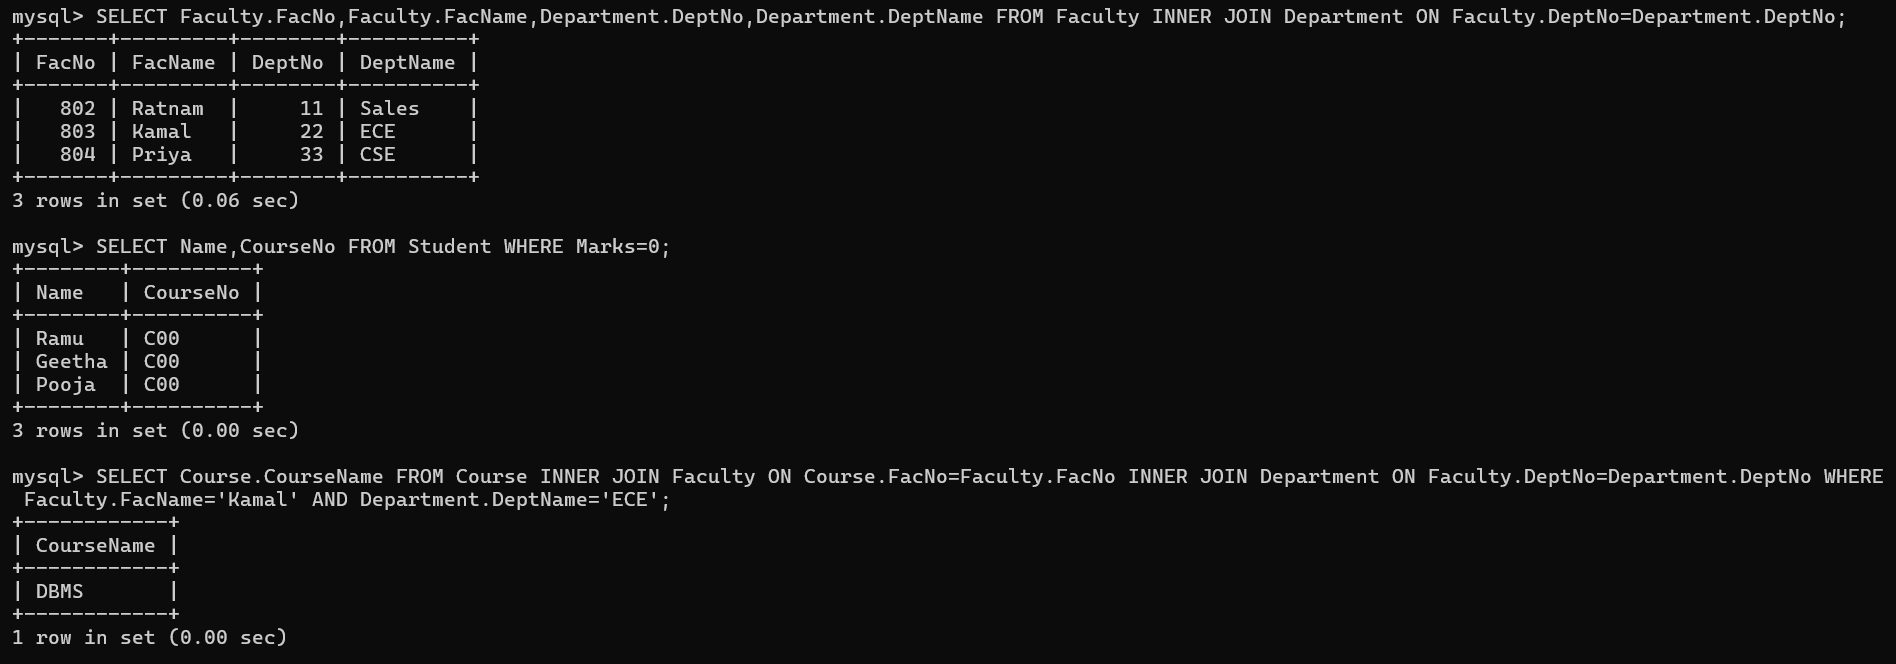 mysql> SELECT Faculty.FacNo,Faculty.FacName,Department.DeptNo,Department.DeptName FROM Faculty INNER JOIN Department ON Faculty.DeptNo=Department.DeptNo;
+-------+---------+--------+----------+
| FacNo | FacName | DeptNo | DeptName |
+-------+---------+--------+----------+
|   802 | Ratnam  |     11 | Sales    |
|   803 | Kamal   |     22 | ECE      |
|   804 | Priya   |     33 | CSE      |
+-------+---------+--------+----------+
3 rows in set (0.06 sec)

mysql> SELECT Name,CourseNo FROM Student WHERE Marks=0;
+--------+----------+
| Name   | CourseNo |
+--------+----------+
| Ramu   | C00      |
| Geetha | C00      |
| Pooja  | C00      |
+--------+----------+
3 rows in set (0.00 sec)

mysql> SELECT Course.CourseName FROM Course INNER JOIN Faculty ON Course.FacNo=Faculty.FacNo INNER JOIN Department ON Faculty.DeptNo=Department.DeptNo WHERE
 Faculty.FacName='Kamal' AND Department.DeptName='ECE';
+------------+
| CourseName |
+------------+
| DBMS       |
+------------+
1 row in set (0.00 sec)